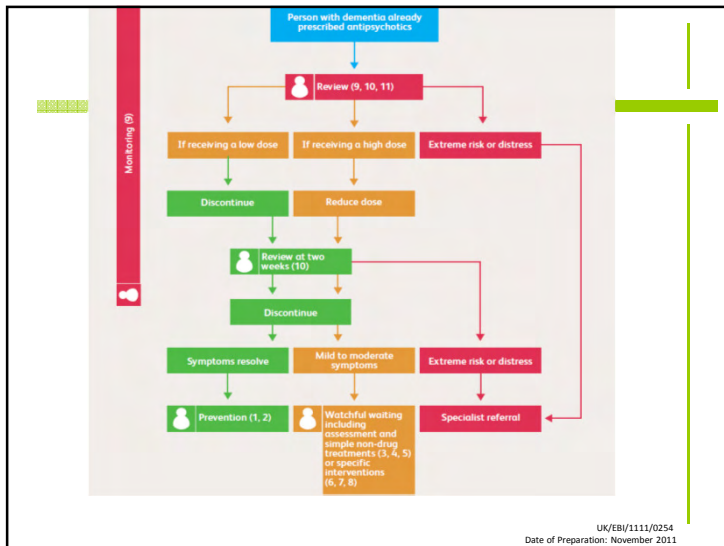 Person with dementia already
prescribed antipsychotics
Monitoring (9)
Review (9, 10, 11)
If receiving a low dose
If receiving a high dose
Extreme risk or distress
Discontinue
Reduce dose
Review at two
weeks (10)
Discontinue
Symptoms resolve
Mild to moderate
symptoms
Extreme risk or distress
Prevention (1, 2)
Watchful waiting
including
assessment and
simple non-drug
treatments (3, 4, 5)
or specific
interventions
(6, 7, 8)
Specialist referral
UK/EBI/1111/0254
Date of Preparation: November 2011